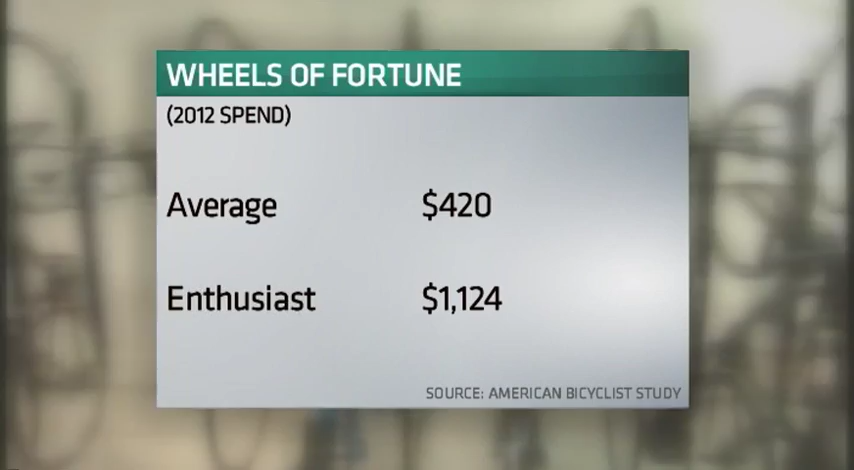 WHEELS OF FORTUNE
(2012 SPEND)
Average $420
Enthusiast $1,124
SOURCE: AMERICAN BICYCLIST STUDY